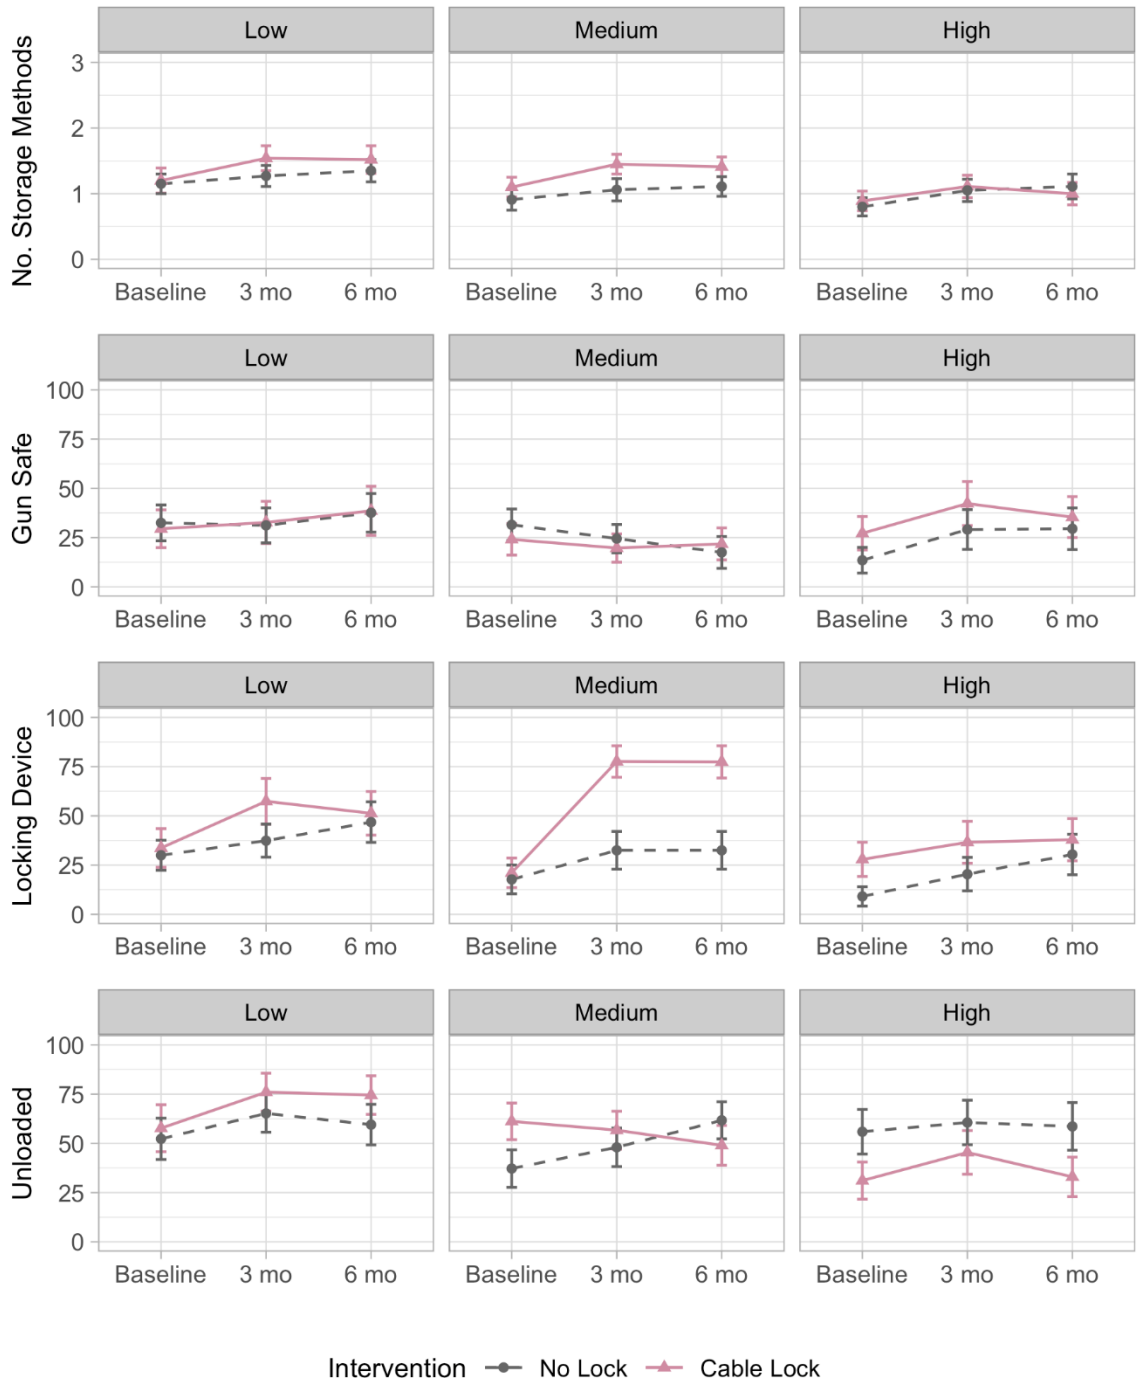 Low Medium High
No. Storage Methods
3
2
1
0
Baseline 3 mo 6 mo Baseline 3 mo 6 mo Baseline 3 mo 6 mo
Low Medium High
Gun Safe
100
75
50
25
0
Baseline 3 mo 6 mo Baseline 3 mo 6 mo Baseline 3 mo 6 mo
Low Medium High
Locking Device
100
75
50
25
0
Baseline 3 mo 6 mo Baseline 3 mo 6 mo Baseline 3 mo 6 mo
Low Medium High
Unloaded
100
75
50
25
0
Baseline 3 mo 6 mo Baseline 3 mo 6 mo Baseline 3 mo 6 mo
Intervention No Lock Cable Lock